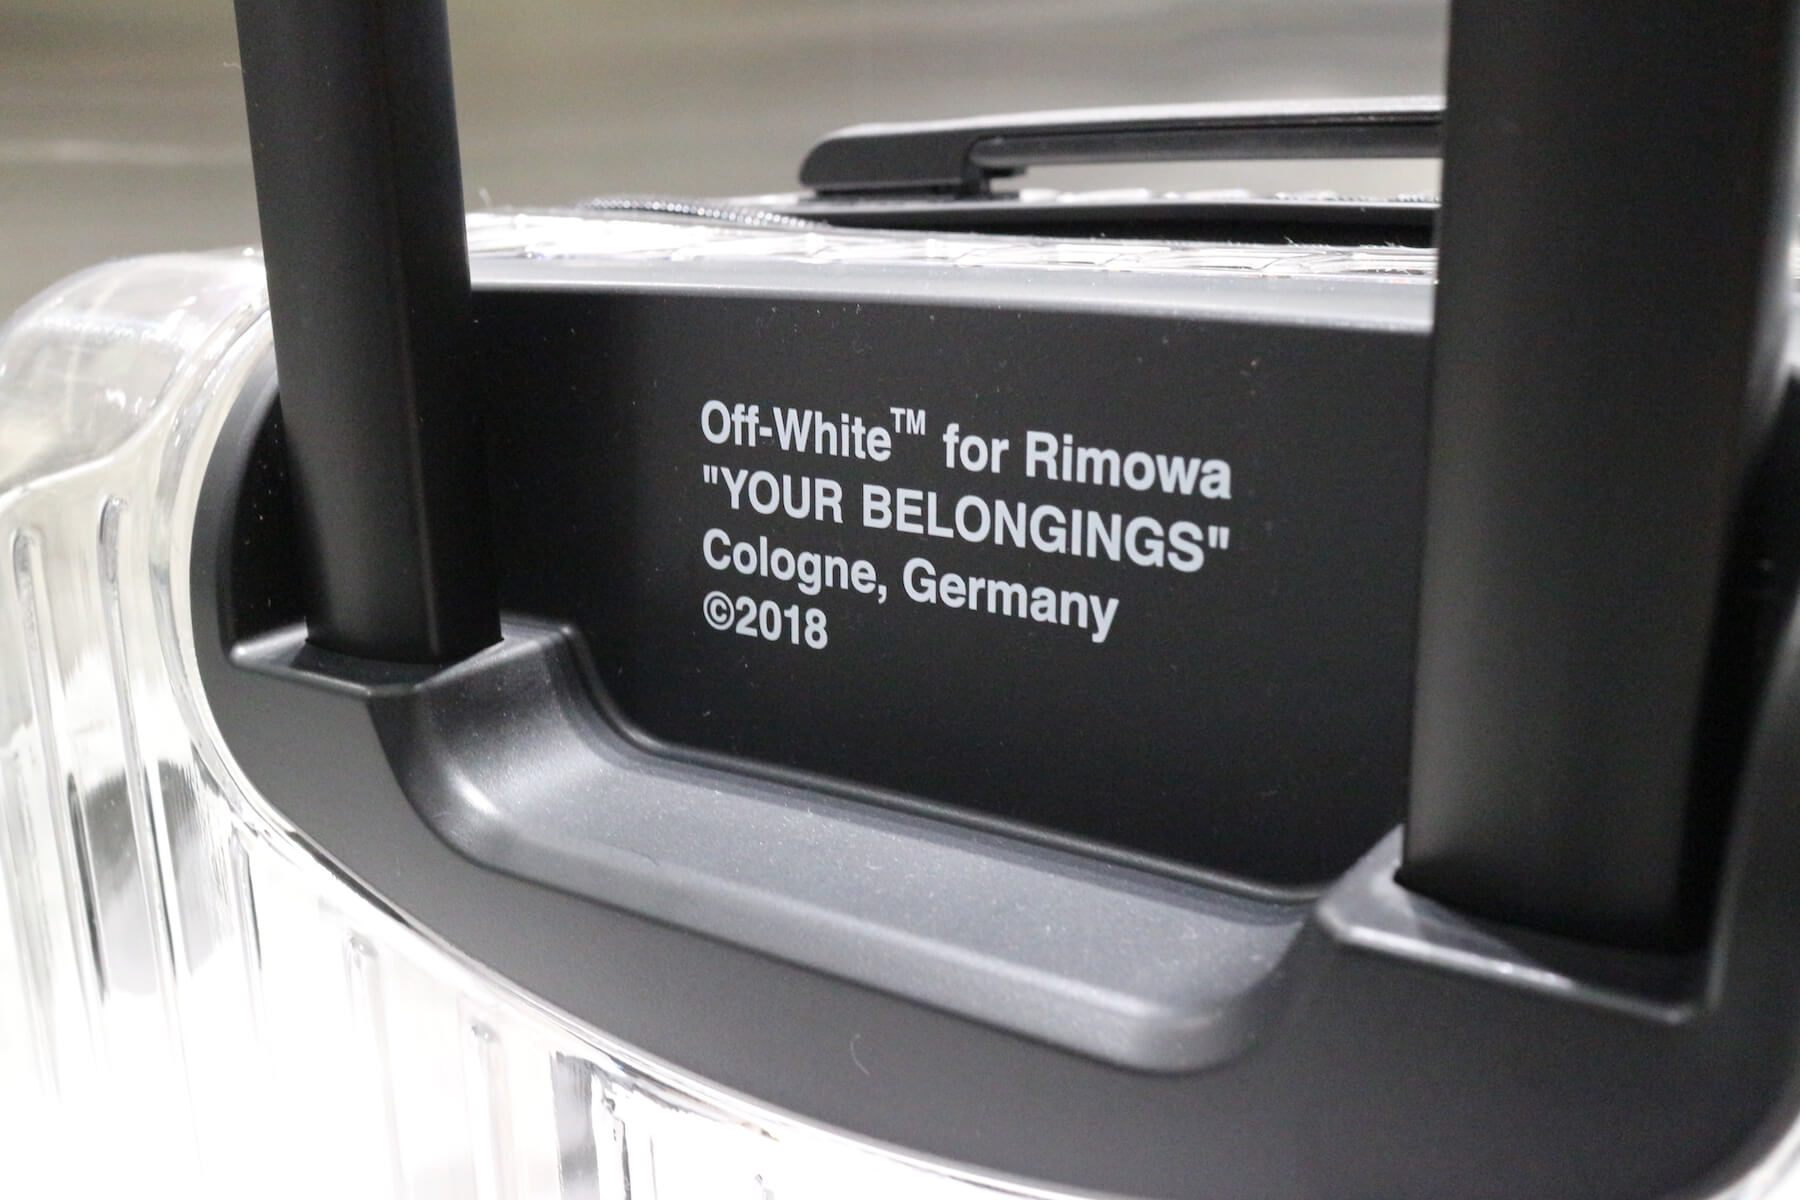 Off-White™ for Rimowa
"YOUR BELONGINGS"
Cologne, Germany
©2018